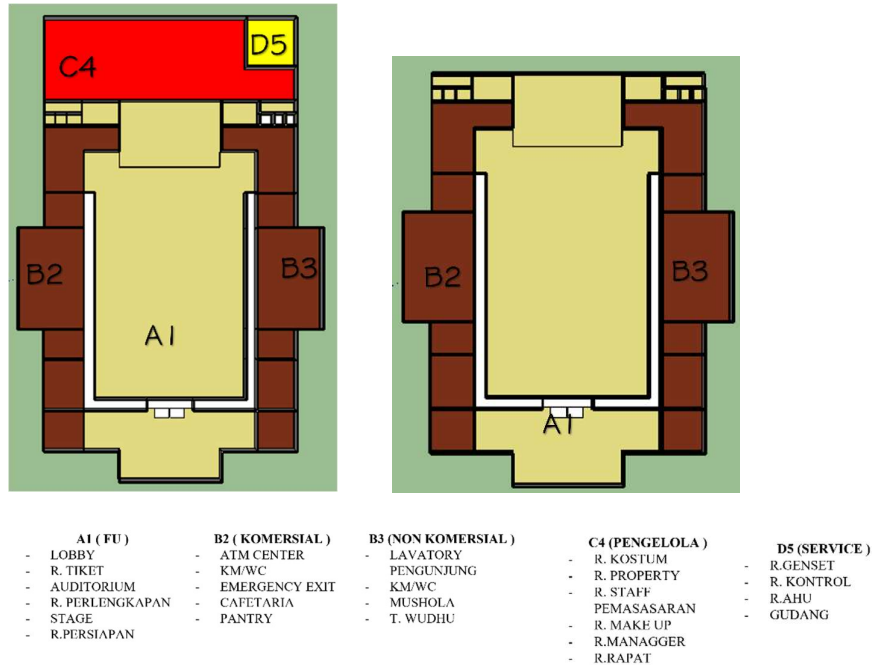 D5
C4
B2
B3
A1
B2
B3
A1
A1 ( FU )
- LOBBY
- R. TIKET
- AUDITORIUM
- R. PERLENGKAPAN
- STAGE
- R.PERSIAPAN
B2 ( KOMERSIAL )
- ATM CENTER
- KM/WC
- EMERGENCY EXIT
- CAFETARIA
- PANTRY
B3 (NON KOMERSIAL )
- LAVATORY
PENGUNJUNG
- KM/WC
- MUSHOLA
- T. WUDHU
C4 (PENGELOLA )
- R. KOSTUM
- R. PROPERTY
- R. STAFF
PEMASASARAN
- R. MAKE UP
- R.MANAGGER
- R.RAPAT
D5 (SERVICE )
- R.GENSET
- R. KONTROL
- R.AHU
- GUDANG